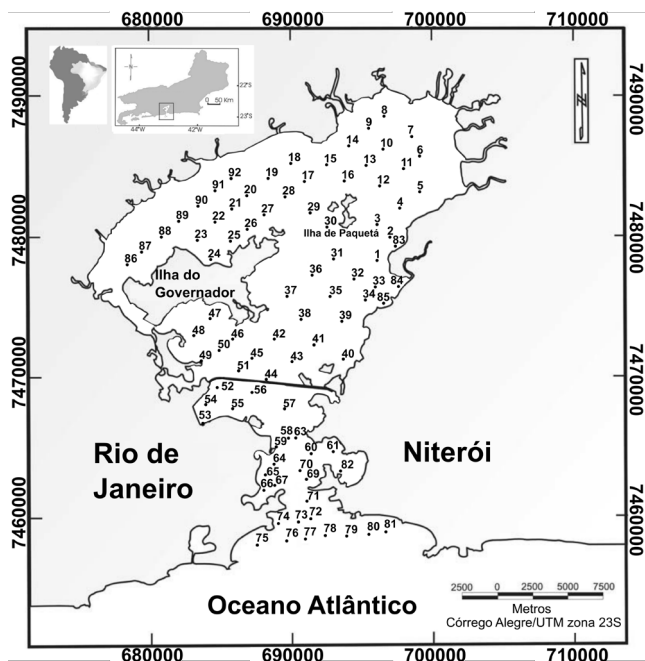 680000 690000 700000 710000
7490000
7480000
7470000
7460000
7490000
7480000
7470000
7460000
N
22°S
0 50 Km
23°S
44°W 42°W
8
9 7
14 10 6
18 15 13 11
92 19 17 16 12
91 20 28 5
90 21 4
89 22 27 29 3
88 23 26 30 2
Ilha de Paquetá
25 83
87 24 31 1
86
Ilha do
Governador
36 32 33 84
37 35 34 85
47 38 39
48 46 42 41
50
49 45 43 40
51 44
52 56
54 55 57
53
58 63
59 60 61
64
65 70 82
66 67 69
71
74 73 72
75 76 77 78 79 80 81
Rio de
Janeiro
Niterói
Oceano Atlântico
2500 0 2500 5000 7500
Metros
Córrego Alegre/UTM zona 23S
680000 690000 700000 710000